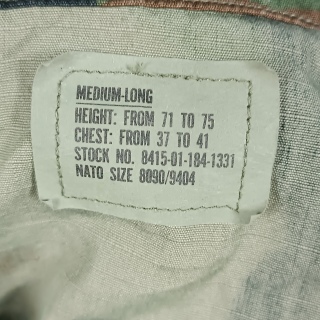 MEDIUM-LONG
HEIGHT: FROM 71 TO 75
CHEST: FROM 37 TO 41
STOCK NO. 8415-01-184-1331
NATO SIZE 8090/9404